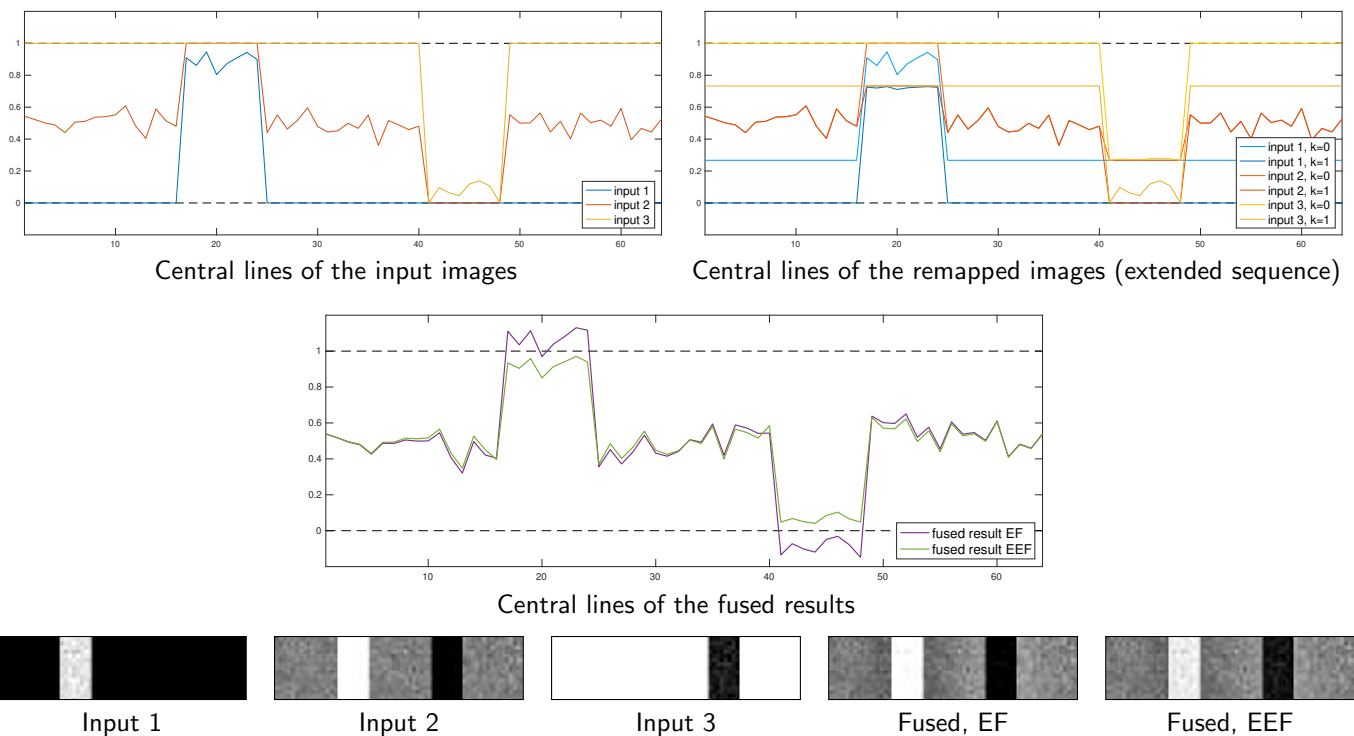 1
0.8
0.6
0.4
0.2
0
10 20 30 40 50 60
input 1
input 2
input 3
Central lines of the input images
1
0.8
0.6
0.4
0.2
0
10 20 30 40 50 60
input 1, k=0
input 1, k=1
input 2, k=0
input 2, k=1
input 3, k=0
input 3, k=1
Central lines of the remapped images (extended sequence)
1
0.8
0.6
0.4
0.2
0
10 20 30 40 50 60
fused result EF
fused result EEF
Central lines of the fused results
Input 1
Input 2
Input 3
Fused, EF
Fused, EEF